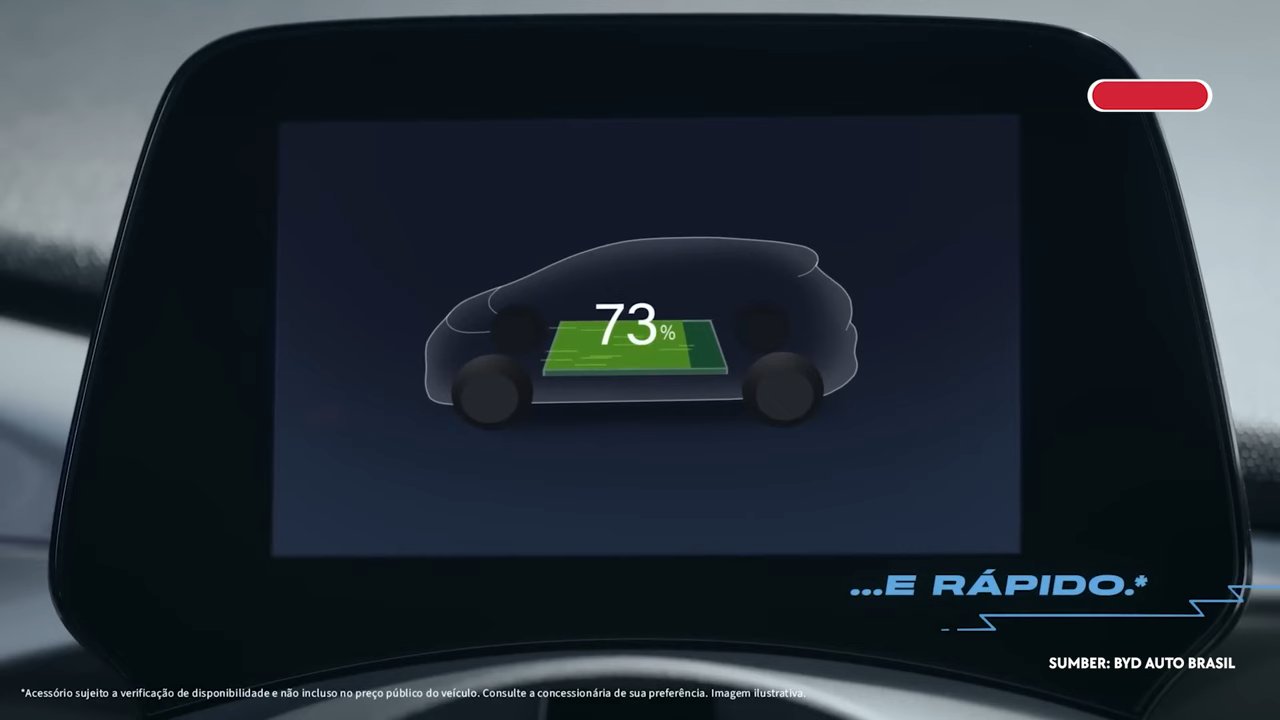 73%
...E RÁPIDO.*
SUMBER: BYD AUTO BRASIL
*Acessório sujeito a verificação de disponibilidade e não incluso no preço público do veículo. Consulte a concessionária de sua preferência. Imagem ilustrativa.